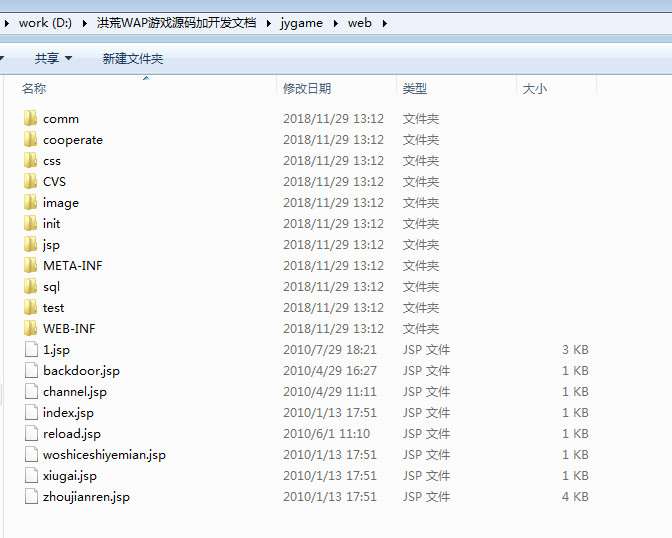 work (D:) 洪荒WAP游戏源码加开发文档 jygame web
共享 新建文件夹
名称 修改日期 类型 大小
comm 2018/11/29 13:12 文件夹
cooperate 2018/11/29 13:12 文件夹
css 2018/11/29 13:12 文件夹
CVS 2018/11/29 13:12 文件夹
image 2018/11/29 13:12 文件夹
init 2018/11/29 13:12 文件夹
jsp 2018/11/29 13:12 文件夹
META-INF 2018/11/29 13:12 文件夹
sql 2018/11/29 13:12 文件夹
test 2018/11/29 13:12 文件夹
WEB-INF 2018/11/29 13:12 文件夹
1.jsp 2010/7/29 18:21 JSP 文件 3 KB
backdoor.jsp 2010/4/29 16:27 JSP 文件 1 KB
channel.jsp 2010/4/29 11:11 JSP 文件 1 KB
index.jsp 2010/1/13 17:51 JSP 文件 1 KB
reload.jsp 2010/6/1 11:10 JSP 文件 1 KB
woshiceshiyemian.jsp 2010/1/13 17:51 JSP 文件 1 KB
xiugai.jsp 2010/1/13 17:51 JSP 文件 1 KB
zhoujianren.jsp 2010/1/13 17:51 JSP 文件 4 KB